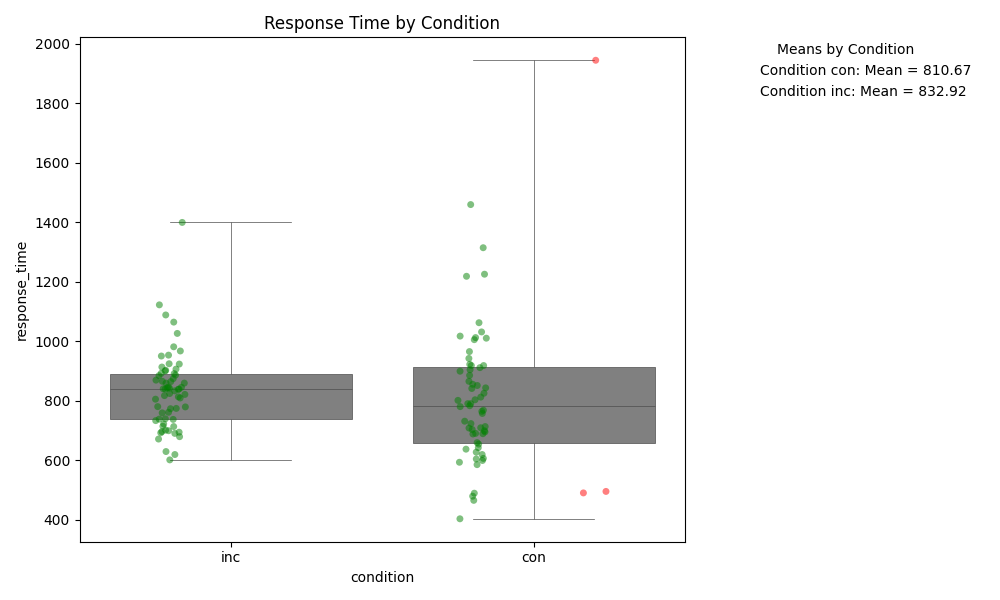 Response Time by Condition
Means by Condition
Condition con: Mean = 810.67
Condition inc: Mean = 832.92
response_time
2000
1800
1600
1400
1200
1000
800
600
400
inc
con
condition